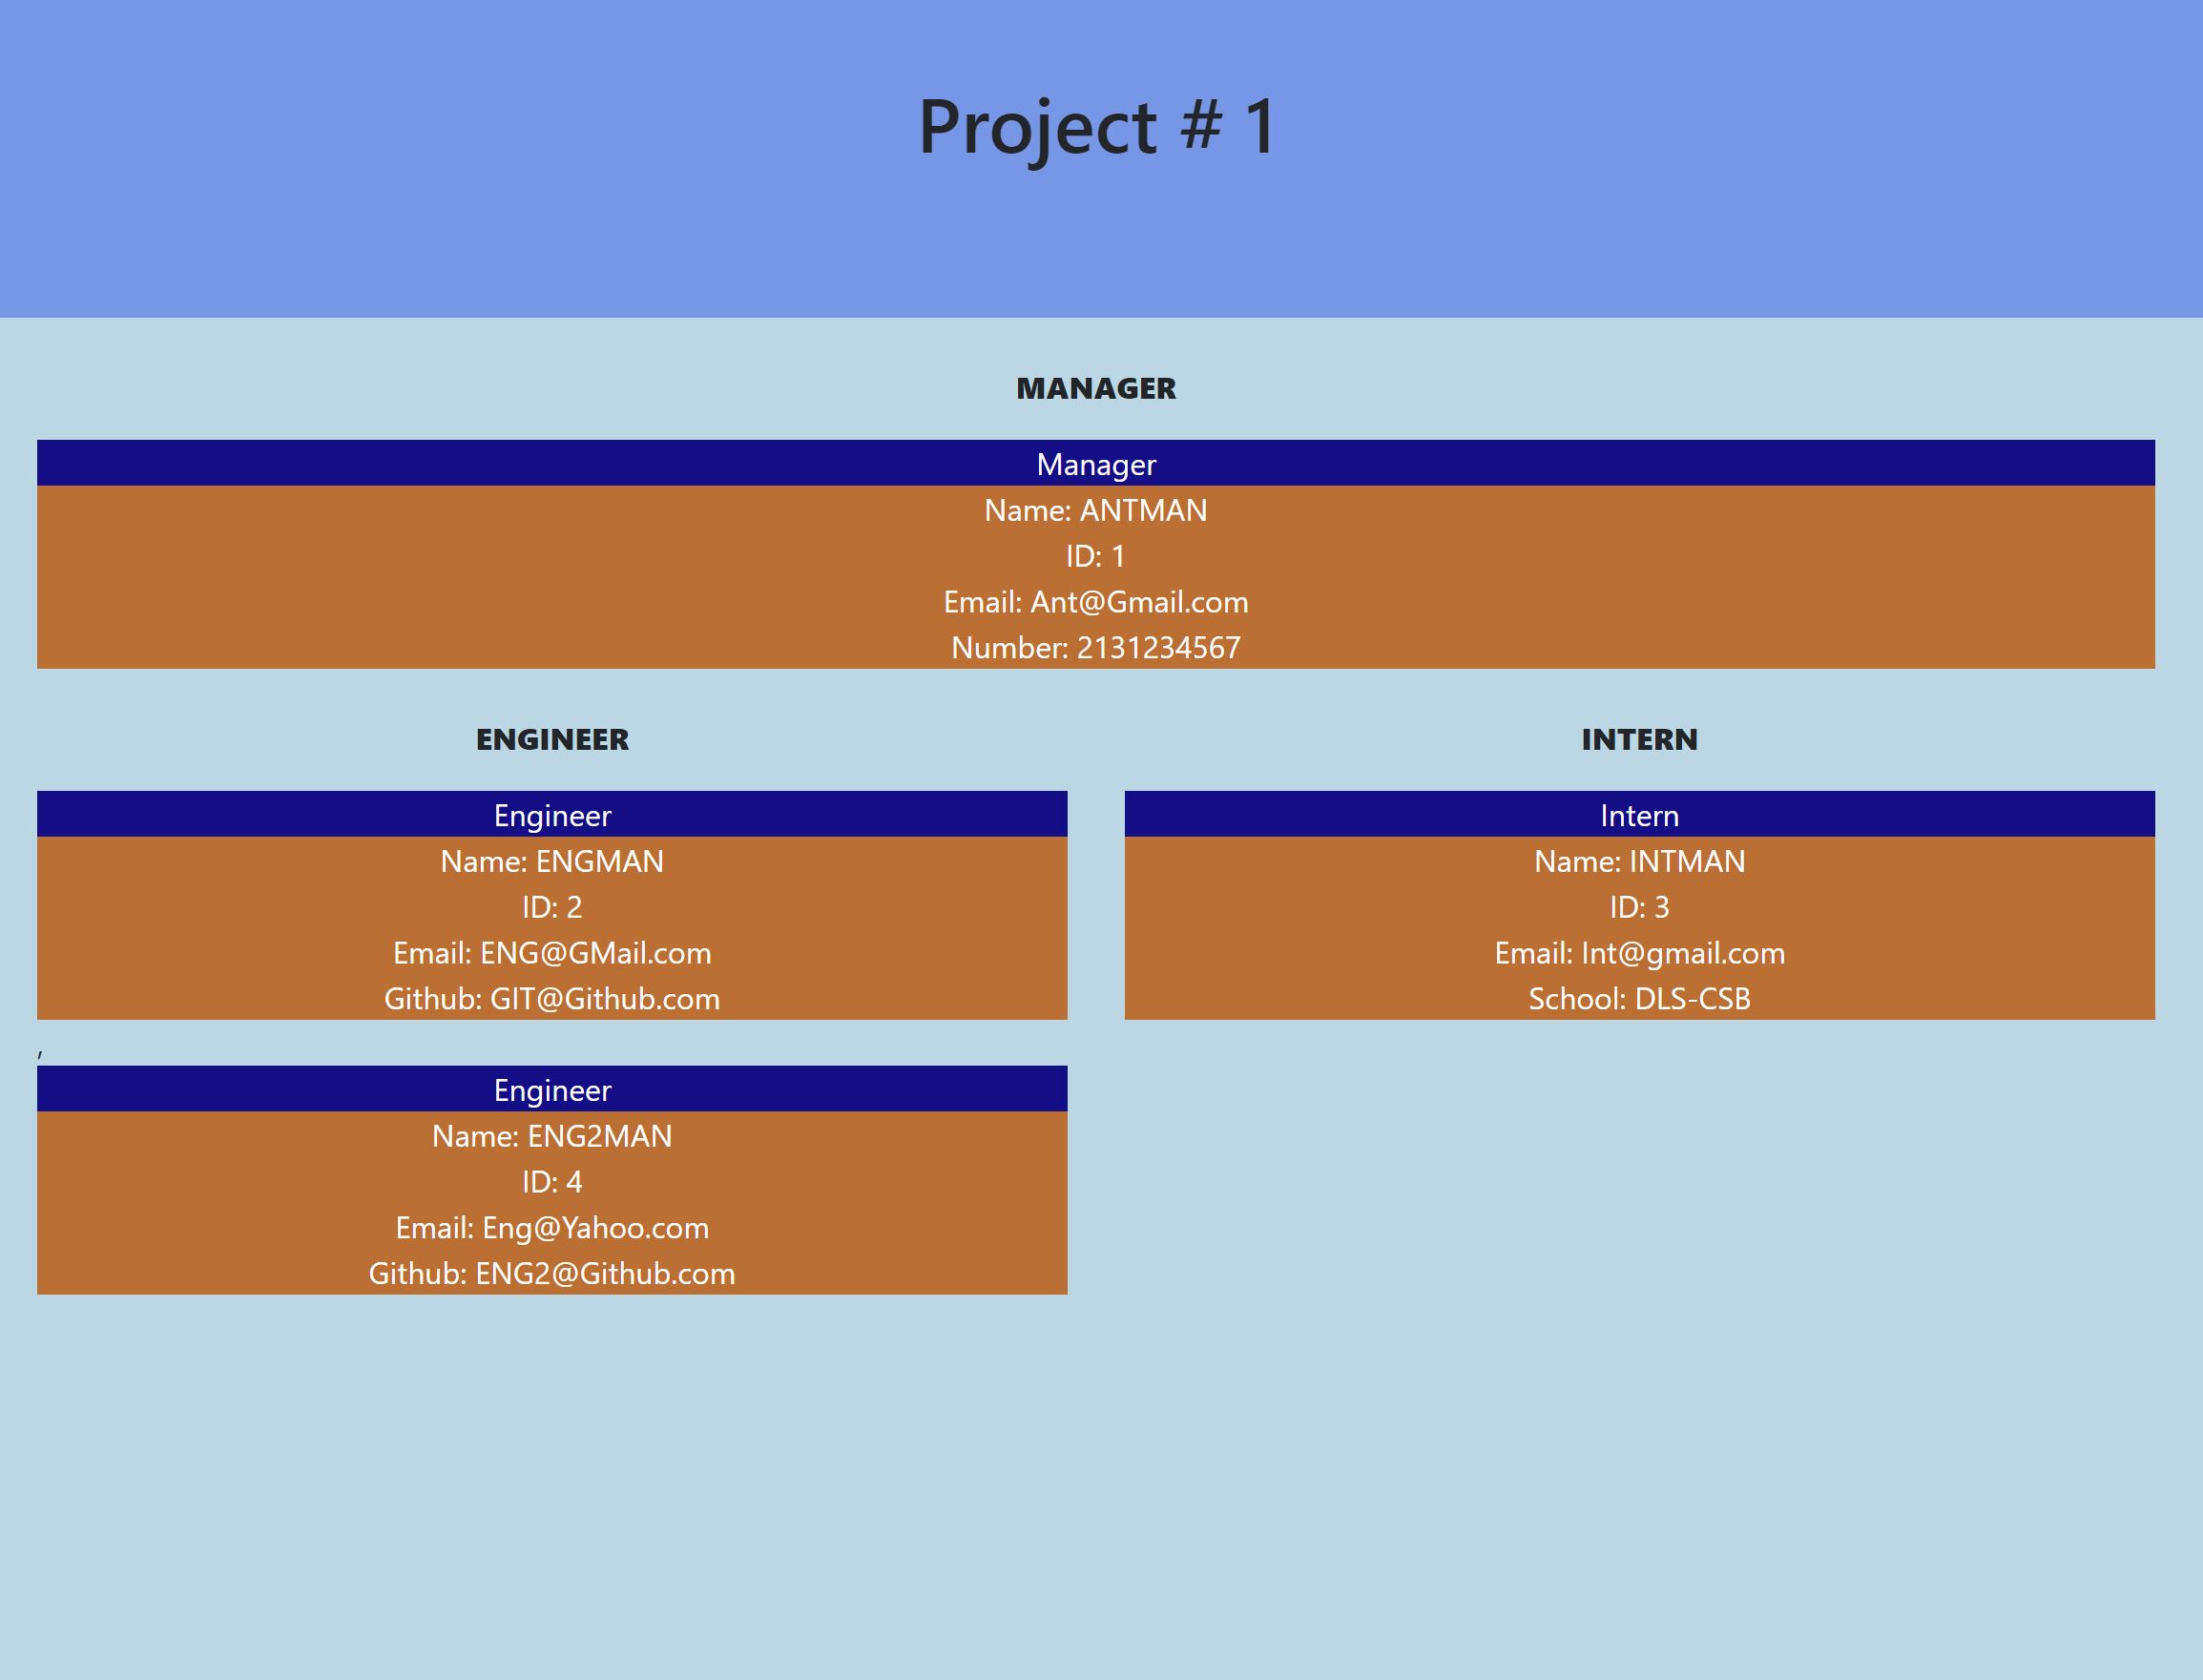 Project # 1
MANAGER
Manager
Name: ANTMAN
ID: 1
Email: Ant@Gmail.com
Number: 2131234567
ENGINEER
Engineer
Name: ENGMAN
ID: 2
Email: ENG@GMail.com
Github: GIT@Github.com
,
Engineer
Name: ENG2MAN
ID: 4
Email: Eng@Yahoo.com
Github: ENG2@Github.com
INTERN
Intern
Name: INTMAN
ID: 3
Email: Int@gmail.com
School: DLS-CSB